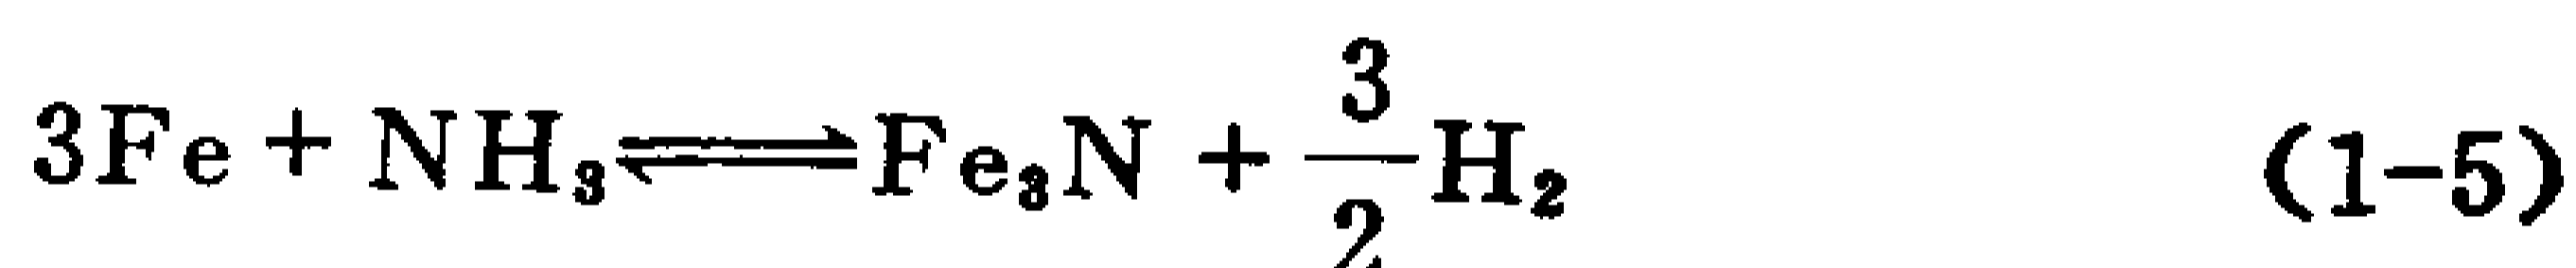 3Fe + NH₃ ⇌ Fe₃N + 3/2 H₂ (1-5)